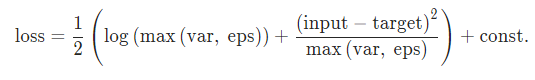 loss = 1/2 ( log (max (var, eps)) + (input − target)² / max (var, eps) ) + const.